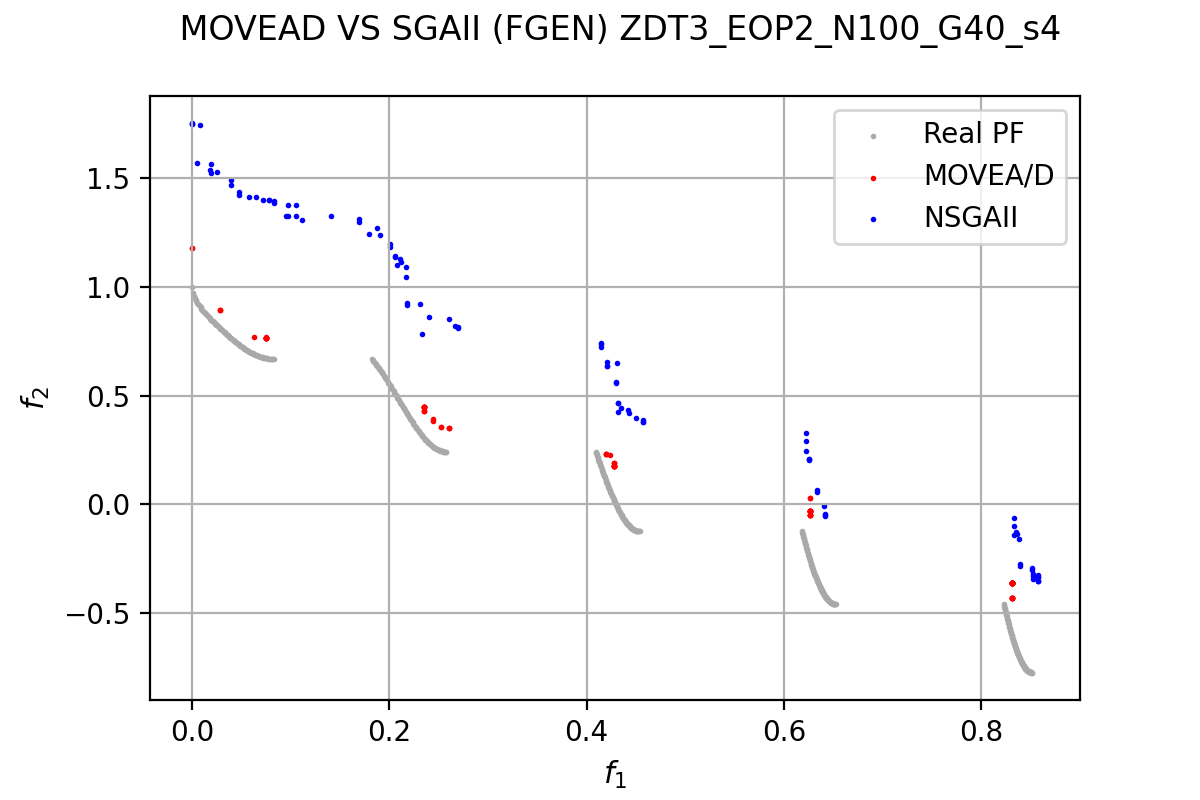 MOVEAD VS SGAII (FGEN) ZDT3_EOP2_N100_G40_s4
Real PF
MOVEA/D
NSGAII
1.5
1.0
0.5
0.0
−0.5
f2
0.0 0.2 0.4 0.6 0.8
f1